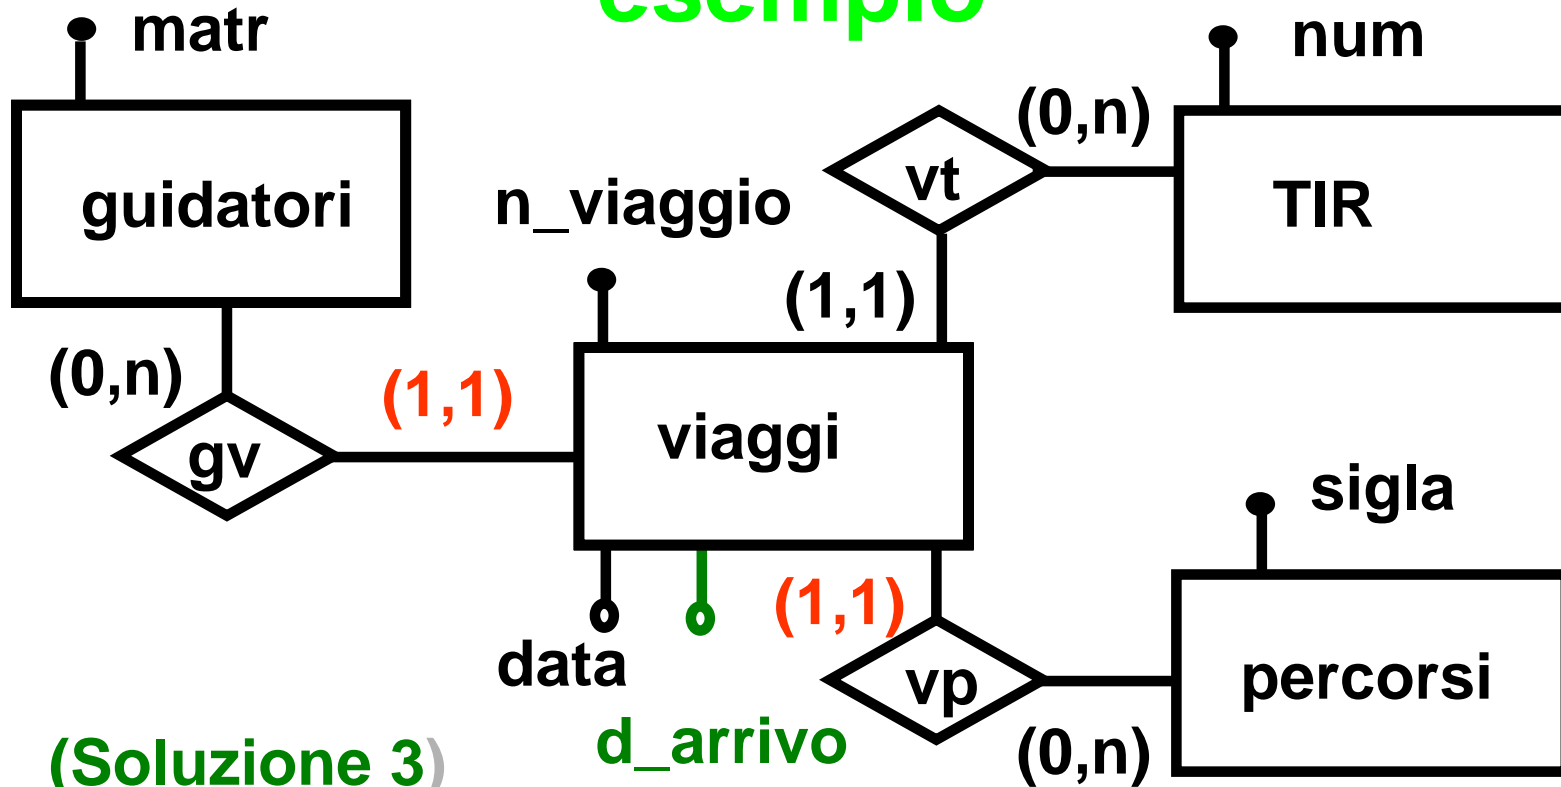 esempio
matr
num
(0,n)
guidatori
n_viaggio
vt
TIR
(1,1)
(0,n)
(1,1)
viaggi
gv
sigla
(1,1)
data
vp
percorsi
d_arrivo
(0,n)
(Soluzione 3)